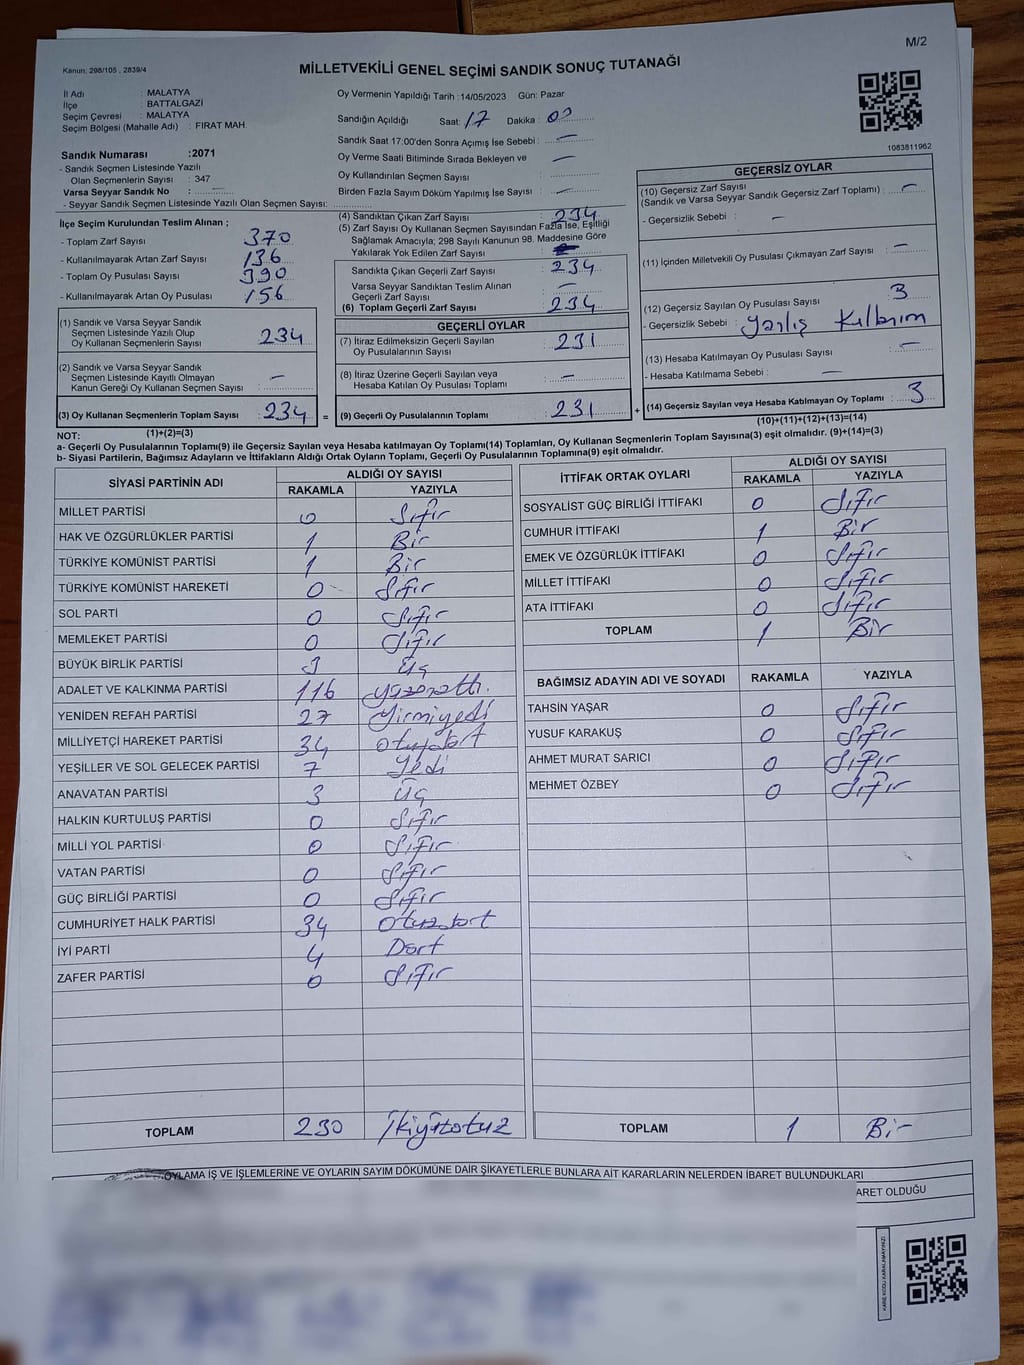 M/2
Kanun: 298/105 , 2839/4
MİLLETVEKİLİ GENEL SEÇİMİ SANDIK SONUÇ TUTANAĞI
İl Adı : MALATYA
İlçe : BATTALGAZİ
Seçim Çevresi : MALATYA
Seçim Bölgesi (Mahalle Adı) : FIRAT MAH.
Sandık Numarası :2071
- Sandık Seçmen Listesinde Yazılı
Olan Seçmenlerin Sayısı : 347
Varsa Seyyar Sandık No :
- Seyyar Sandık Seçmen Listesinde Yazılı Olan Seçmen Sayısı:
Oy Vermenin Yapıldığı Tarih :14/05/2023 Gün: Pazar
Sandığın Açıldığı Saat: 17 Dakika : 00
Sandık Saat 17:00'den Sonra Açımış İse Sebebi : —
Oy Verme Saati Bitiminde Sırada Bekleyen ve
Oy Kullandırılan Seçmen Sayısı : —
Birden Fazla Sayım Döküm Yapılmış İse Sayısı : —
1083811962
İlçe Seçim Kurulundan Teslim Alınan ;
- Toplam Zarf Sayısı 370
- Kullanılmayarak Artan Zarf Sayısı 136
- Toplam Oy Pusulası Sayısı 390
- Kullanılmayarak Artan Oy Pusulası 156
(1) Sandık ve Varsa Seyyar Sandık
Seçmen Listesinde Yazılı Olup
Oy Kullanan Seçmenlerin Sayısı 234
(2) Sandık ve Varsa Seyyar Sandık
Seçmen Listesinde Kayıtlı Olmayan
Kanun Gereği Oy Kullanan Seçmen Sayısı : —
(3) Oy Kullanan Seçmenlerin Toplam Sayısı : 234 =
(1)+(2)=(3)
(4) Sandıktan Çıkan Zarf Sayısı : 234
(5) Zarf Sayısı Oy Kullanan Seçmen Sayısından Fazla İse, Eşitliği
Sağlamak Amacıyla; 298 Sayılı Kanunun 98. Maddesine Göre
Yakılarak Yok Edilen Zarf Sayısı :
Sandıkta Çıkan Geçerli Zarf Sayısı : 234
Varsa Seyyar Sandıktan Teslim Alınan
Geçerli Zarf Sayısı : —
(6) Toplam Geçerli Zarf Sayısı : 234
GEÇERLİ OYLAR
(7) İtiraz Edilmeksizin Geçerli Sayılan
Oy Pusulalarının Sayısı : 231
(8) İtiraz Üzerine Geçerli Sayılan veya
Hesaba Katılan Oy Pusulası Toplamı : —
(9) Geçerli Oy Pusulalarının Toplamı : 231 +
GEÇERSİZ OYLAR
(10) Geçersiz Zarf Sayısı
(Sandık ve Varsa Seyyar Sandık Geçersiz Zarf Toplamı) : —
- Geçersizlik Sebebi : —
(11) İçinden Milletvekili Oy Pusulası Çıkmayan Zarf Sayısı : —
(12) Geçersiz Sayılan Oy Pusulası Sayısı : 3
- Geçersizlik Sebebi :
(13) Hesaba Katılmayan Oy Pusulası Sayısı : —
- Hesaba Katılmama Sebebi : —
(14) Geçersiz Sayılan veya Hesaba Katılmayan Oy Toplamı : 3
(10)+(11)+(12)+(13)=(14)
NOT:
a- Geçerli Oy Pusulalarının Toplamı(9) ile Geçersiz Sayılan veya Hesaba katılmayan Oy Toplamı(14) Toplamları, Oy Kullanan Seçmenlerin Toplam Sayısına(3) eşit olmalıdır. (9)+(14)=(3)
b- Siyasi Partilerin, Bağımsız Adayların ve İttifakların Aldığı Ortak Oyların Toplamı, Geçerli Oy Pusulalarının Toplamına(9) eşit olmalıdır.
SİYASİ PARTİNİN ADI ALDIĞI OY SAYISI
RAKAMLA YAZIYLA
MİLLET PARTİSİ 0 Sıfır
HAK VE ÖZGÜRLÜKLER PARTİSİ 1 Bir
TÜRKİYE KOMÜNİST PARTİSİ 1 Bir
TÜRKİYE KOMÜNİST HAREKETİ 0 Sıfır
SOL PARTİ 0 Sıfır
MEMLEKET PARTİSİ 0 Sıfır
BÜYÜK BİRLİK PARTİSİ 3 Üç
ADALET VE KALKINMA PARTİSİ 116
YENİDEN REFAH PARTİSİ 27 Yirmiyedi
MİLLİYETÇİ HAREKET PARTİSİ 34 Otuzdört
YEŞİLLER VE SOL GELECEK PARTİSİ 7 Yedi
ANAVATAN PARTİSİ 3 Üç
HALKIN KURTULUŞ PARTİSİ 0 Sıfır
MİLLİ YOL PARTİSİ 0 Sıfır
VATAN PARTİSİ 0 Sıfır
GÜÇ BİRLİĞİ PARTİSİ 0 Sıfır
CUMHURİYET HALK PARTİSİ 34 Otuzdort
İYİ PARTİ 4 Dört
ZAFER PARTİSİ 0 Sıfır
TOPLAM 230 İkiyüzotuz
İTTİFAK ORTAK OYLARI ALDIĞI OY SAYISI
RAKAMLA YAZIYLA
SOSYALİST GÜÇ BİRLİĞİ İTTİFAKI 0 Sıfır
CUMHUR İTTİFAKI 1 Bir
EMEK VE ÖZGÜRLÜK İTTİFAKI 0 Sıfır
MİLLET İTTİFAKI 0 Sıfır
ATA İTTİFAKI 0 Sıfır
TOPLAM 1 Bir
BAĞIMSIZ ADAYIN ADI VE SOYADI RAKAMLA YAZIYLA
TAHSİN YAŞAR 0 Sıfır
YUSUF KARAKUŞ 0 Sıfır
AHMET MURAT SARICI 0 Sıfır
MEHMET ÖZBEY 0 Sıfır
TOPLAM 1 Bir
OYLAMA İŞ VE İŞLEMLERİNE VE OYLARIN SAYIM DÖKÜMÜNE DAİR ŞİKAYETLERLE BUNLARA AİT KARARLARIN NELERDEN İBARET BULUNDUKLARI
ARET OLDUĞU
KARE KODU KARALAMAYINIZ!